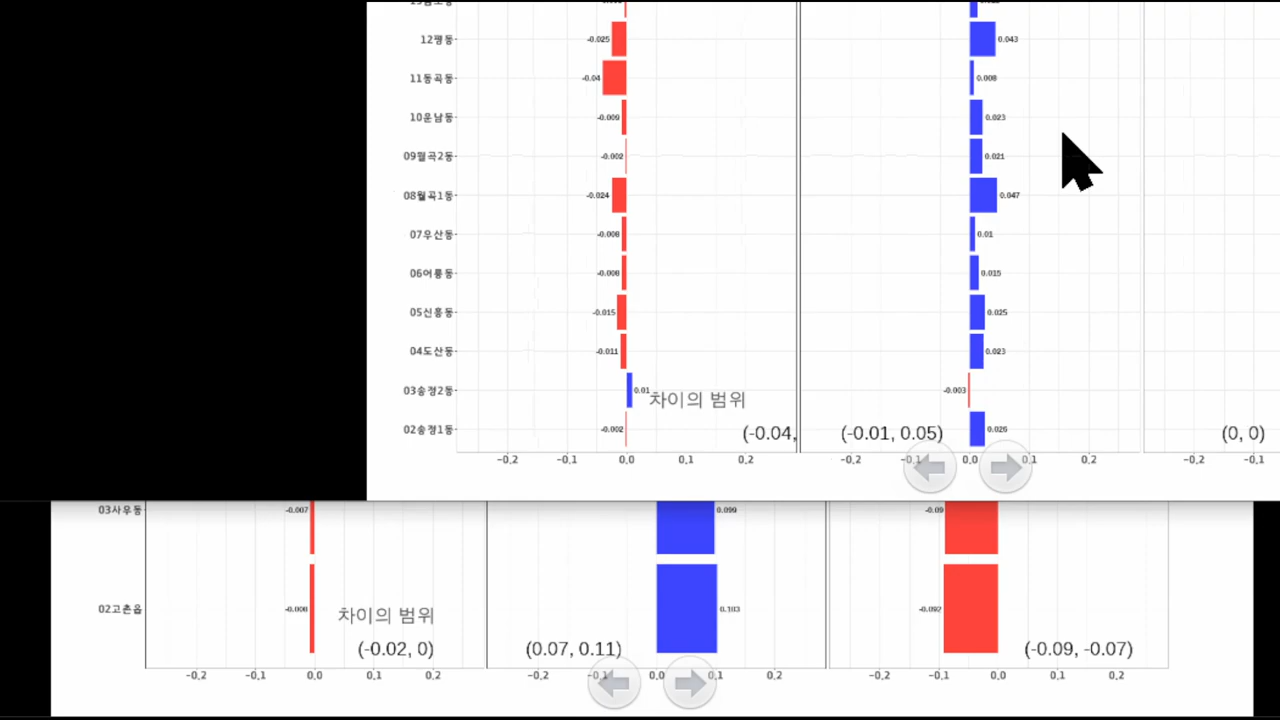 12평동 -0.025 0.043
11동곡동 -0.04 0.008
10운남동 -0.009 0.023
09월곡2동 -0.002 0.021
08월곡1동 -0.024 0.047
07우산동 -0.008 0.01
06어룡동 -0.008 0.015
05신흥동 -0.015 0.025
04도산동 -0.011 0.023
03송정2동 0.01 -0.003
차이의 범위
02송정1동 -0.002 0.026
(-0.04, (-0.01, 0.05) (0, 0)
-0.2 -0.1 0.0 0.1 0.2 -0.2 -0.1 0.0 0.1 0.2 -0.2 -0.1
03사우동 -0.007 0.099 -0.09
02고촌읍 -0.008 0.103 -0.092
차이의 범위
(-0.02, 0) (0.07, 0.11) (-0.09, -0.07)
-0.2 -0.1 0.0 0.1 0.2 -0.2 -0.1 0.0 0.1 0.2 -0.2 -0.1 0.0 0.1 0.2